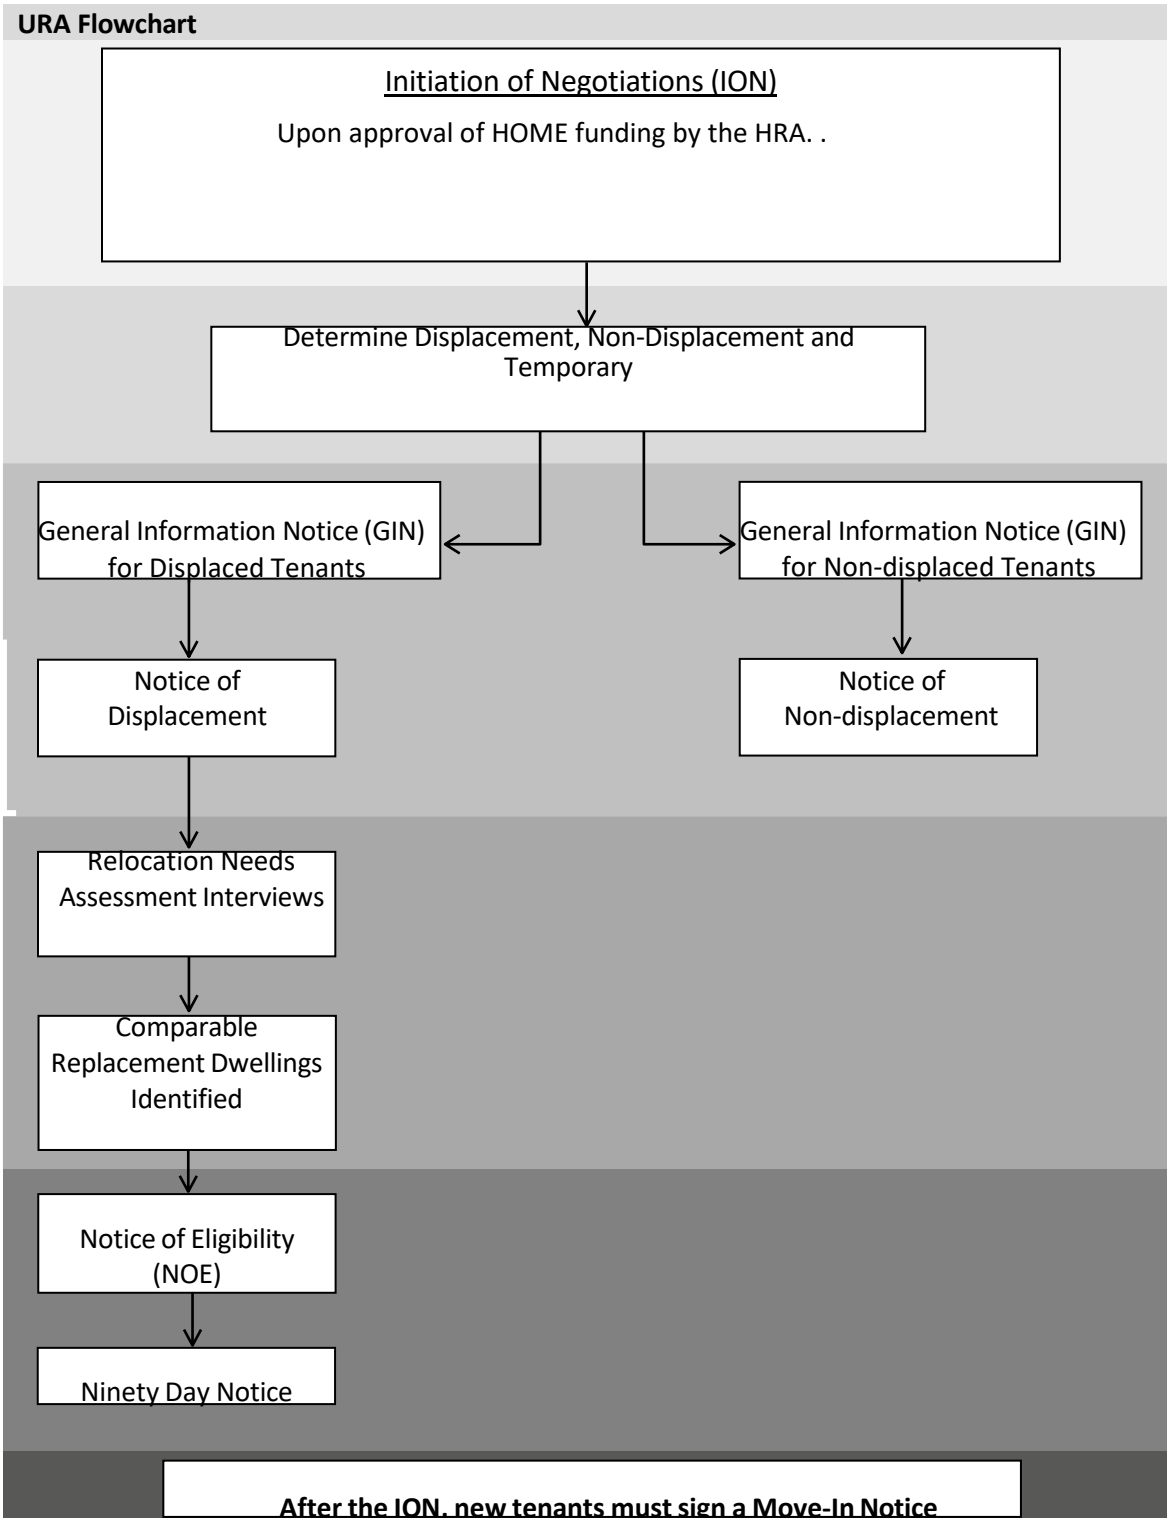 URA Flowchart
Initiation of Negotiations (ION)
Upon approval of HOME funding by the HRA. .
Determine Displacement, Non-Displacement and
Temporary
General Information Notice (GIN)
for Displaced Tenants
General Information Notice (GIN)
for Non-displaced Tenants
Notice of
Displacement
Notice of
Non-displacement
Relocation Needs
Assessment Interviews
Comparable
Replacement Dwellings
Identified
Notice of Eligibility
(NOE)
Ninety Day Notice
After the ION, new tenants must sign a Move-In Notice